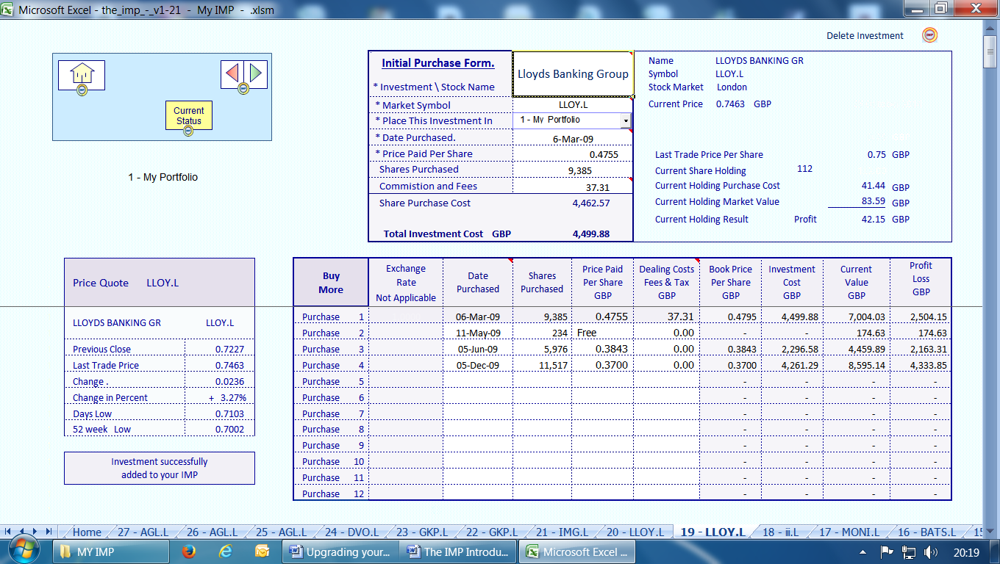 Microsoft Excel - the_imp_-_v1-21 - My IMP - .xlsm
Delete Investment
IMP
Current
Status
1 - My Portfolio
Initial Purchase Form.
* Investment \ Stock Name Lloyds Banking Group
* Market Symbol LLOY.L
* Place This Investment In 1 - My Portfolio
* Date Purchased. 6-Mar-09
* Price Paid Per Share 0.4755
Shares Purchased 9,385
Commistion and Fees 37.31
Share Purchase Cost 4,462.57
Total Investment Cost GBP 4,499.88
Name LLOYDS BANKING GR
Symbol LLOY.L
Stock Market London
Current Price 0.7463 GBP
Last Trade Price Per Share 0.75 GBP
Current Share Holding 112
Current Holding Purchase Cost 41.44 GBP
Current Holding Market Value 83.59 GBP
Current Holding Result Profit 42.15 GBP
Price Quote LLOY.L
LLOYDS BANKING GR LLOY.L
Previous Close 0.7227
Last Trade Price 0.7463
Change . 0.0236
Change in Percent + 3.27%
Days Low 0.7103
52 week Low 0.7002
Investment successfully
added to your IMP
Buy
More
Exchange
Rate
Not Applicable
Date
Purchased
Shares
Purchased
Price Paid
Per Share
GBP
Dealing Costs
Fees & Tax
GBP
Book Price
Per Share
GBP
Investment
Cost
GBP
Current
Value
GBP
Profit
Loss
GBP
Purchase 1 06-Mar-09 9,385 0.4755 37.31 0.4795 4,499.88 7,004.03 2,504.15
Purchase 2 11-May-09 234 Free 0.00 - - 174.63 174.63
Purchase 3 05-Jun-09 5,976 0.3843 0.00 0.3843 2,296.58 4,459.89 2,163.31
Purchase 4 05-Dec-09 11,517 0.3700 0.00 0.3700 4,261.29 8,595.14 4,333.85
Purchase 5 - - - -
Purchase 6 - - - -
Purchase 7 - - - -
Purchase 8 - - - -
Purchase 9 - - - -
Purchase 10 - - - -
Purchase 11 - - - -
Purchase 12 - - - -
Home 27 - AGL.L 26 - AGL.L 25 - AGL.L 24 - DVO.L 23 - GKP.L 22 - GKP.L 21 - IMG.L 20 - LLOY.L 19 - LLOY.L 18 - iii.L 17 - MONI.L 16 - BATS.L 15
MY IMP Upgrading your... The IMP Introdu... Microsoft Excel ... 20:19